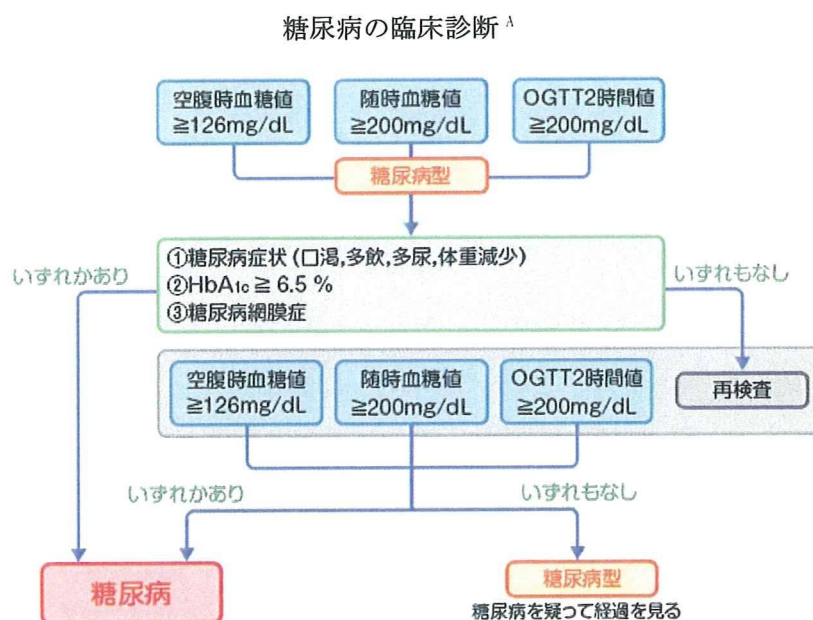 糖尿病の臨床診断 A
空腹時血糖値
≧126mg/dL
随時血糖値
≧200mg/dL
OGTT2時間値
≧200mg/dL
糖尿病型
①糖尿病症状(口渇,多飲,多尿,体重減少)
②HbA1c ≧ 6.5 %
③糖尿病網膜症
いずれかあり
いずれもなし
空腹時血糖値
≧126mg/dL
随時血糖値
≧200mg/dL
OGTT2時間値
≧200mg/dL
再検査
いずれかあり
いずれもなし
糖尿病
糖尿病型
糖尿病を疑って経過を見る